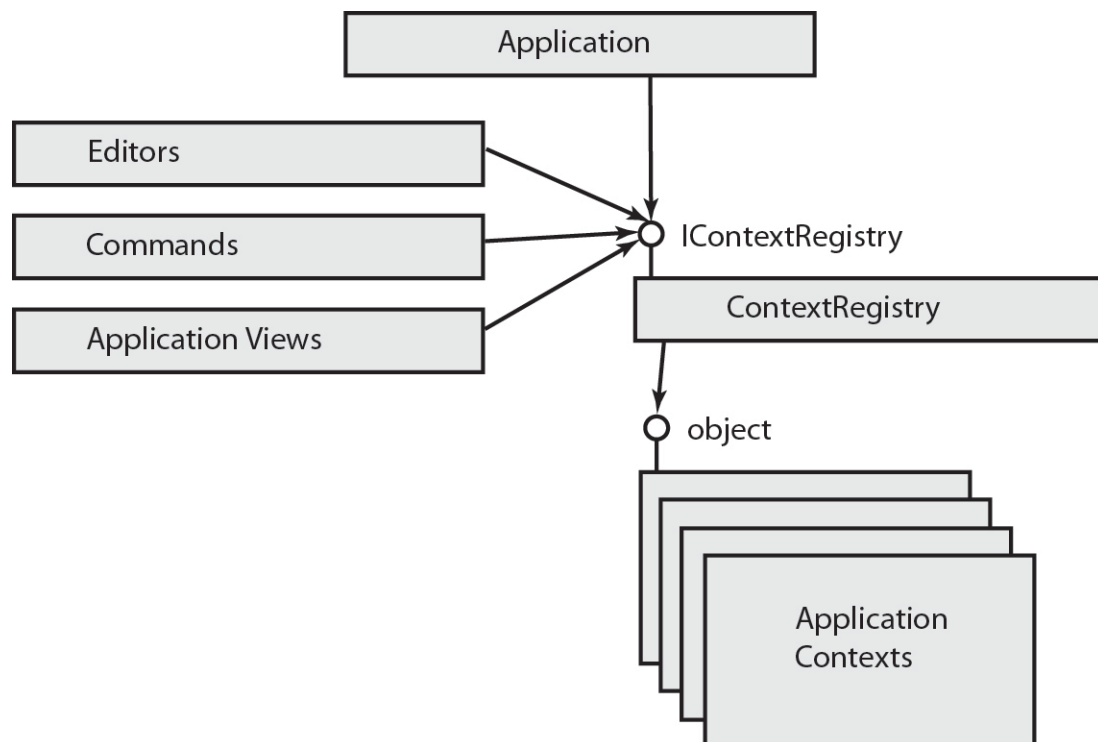 Application
Editors
Commands
Application Views
IContextRegistry
ContextRegistry
object
Application
Contexts